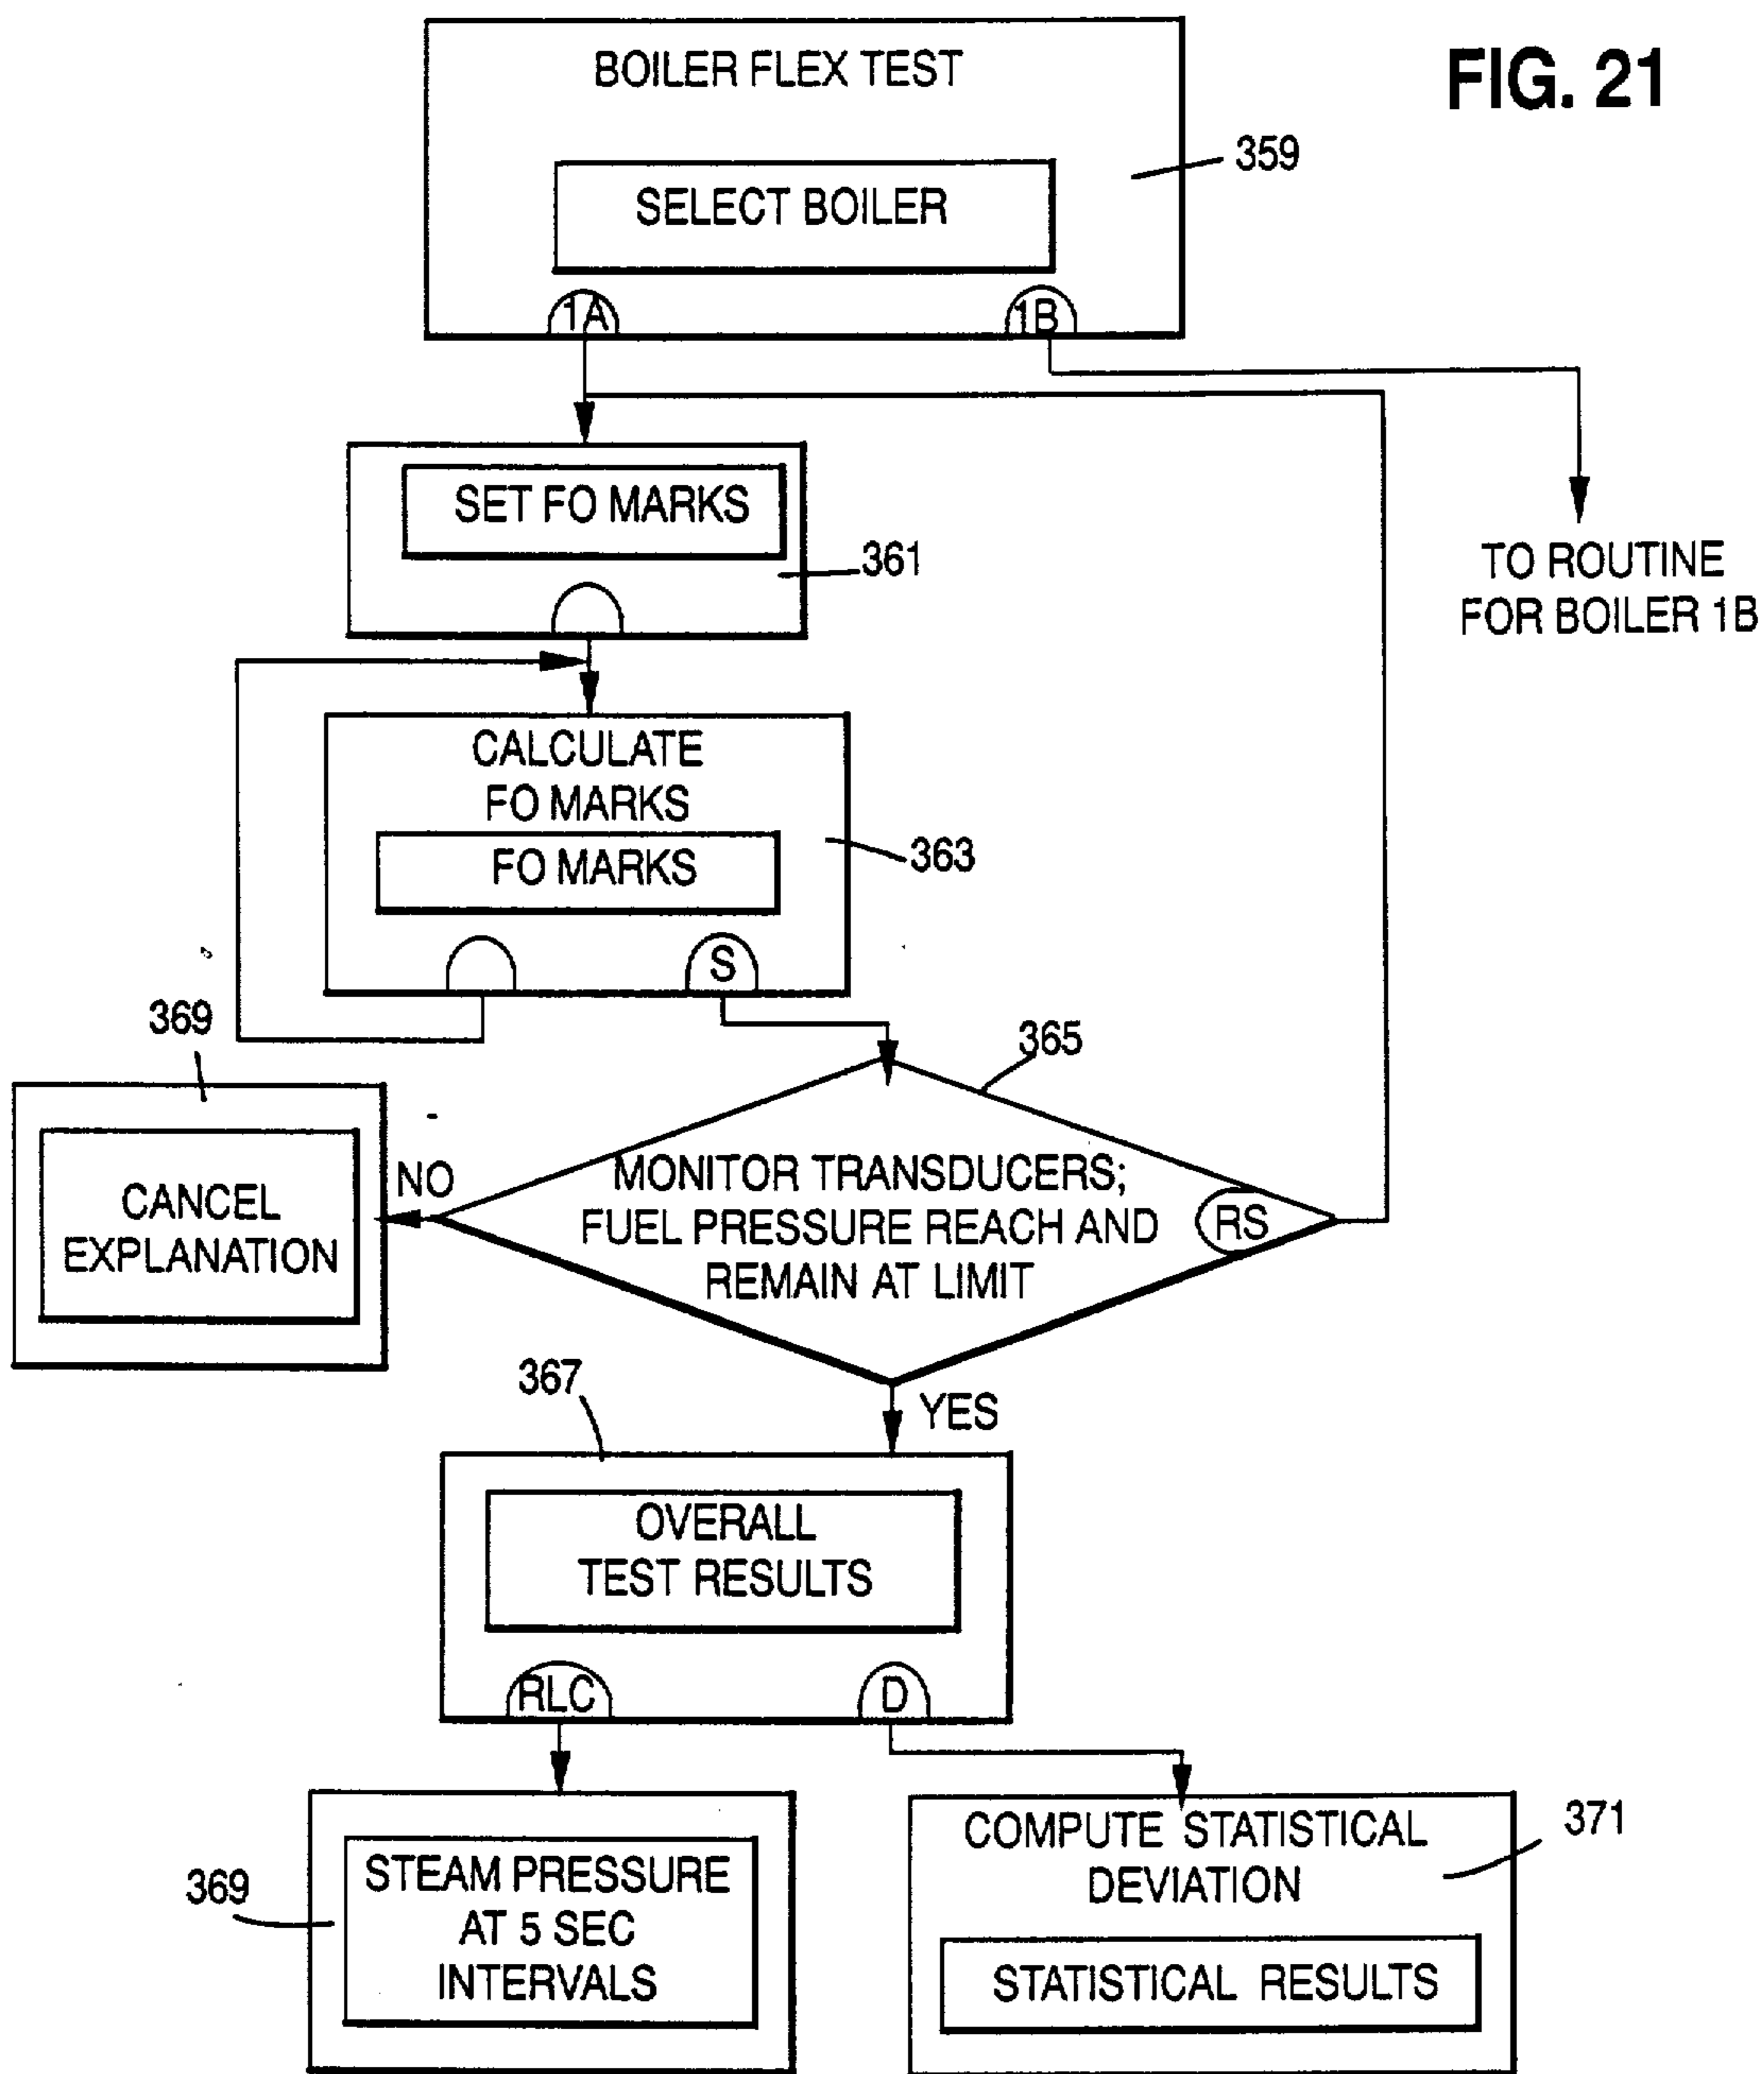 FIG. 21
BOILER FLEX TEST
359
SELECT BOILER
1A
1B
SET FO MARKS
361
TO ROUTINE
FOR BOILER 1B
CALCULATE
FO MARKS
363
FO MARKS
S
369
365
CANCEL
EXPLANATION
NO
MONITOR TRANSDUCERS;
FUEL PRESSURE REACH AND
REMAIN AT LIMIT
RS
367
YES
OVERALL
TEST RESULTS
RLC
D
369
STEAM PRESSURE
AT 5 SEC
INTERVALS
COMPUTE STATISTICAL
DEVIATION
371
STATISTICAL RESULTS